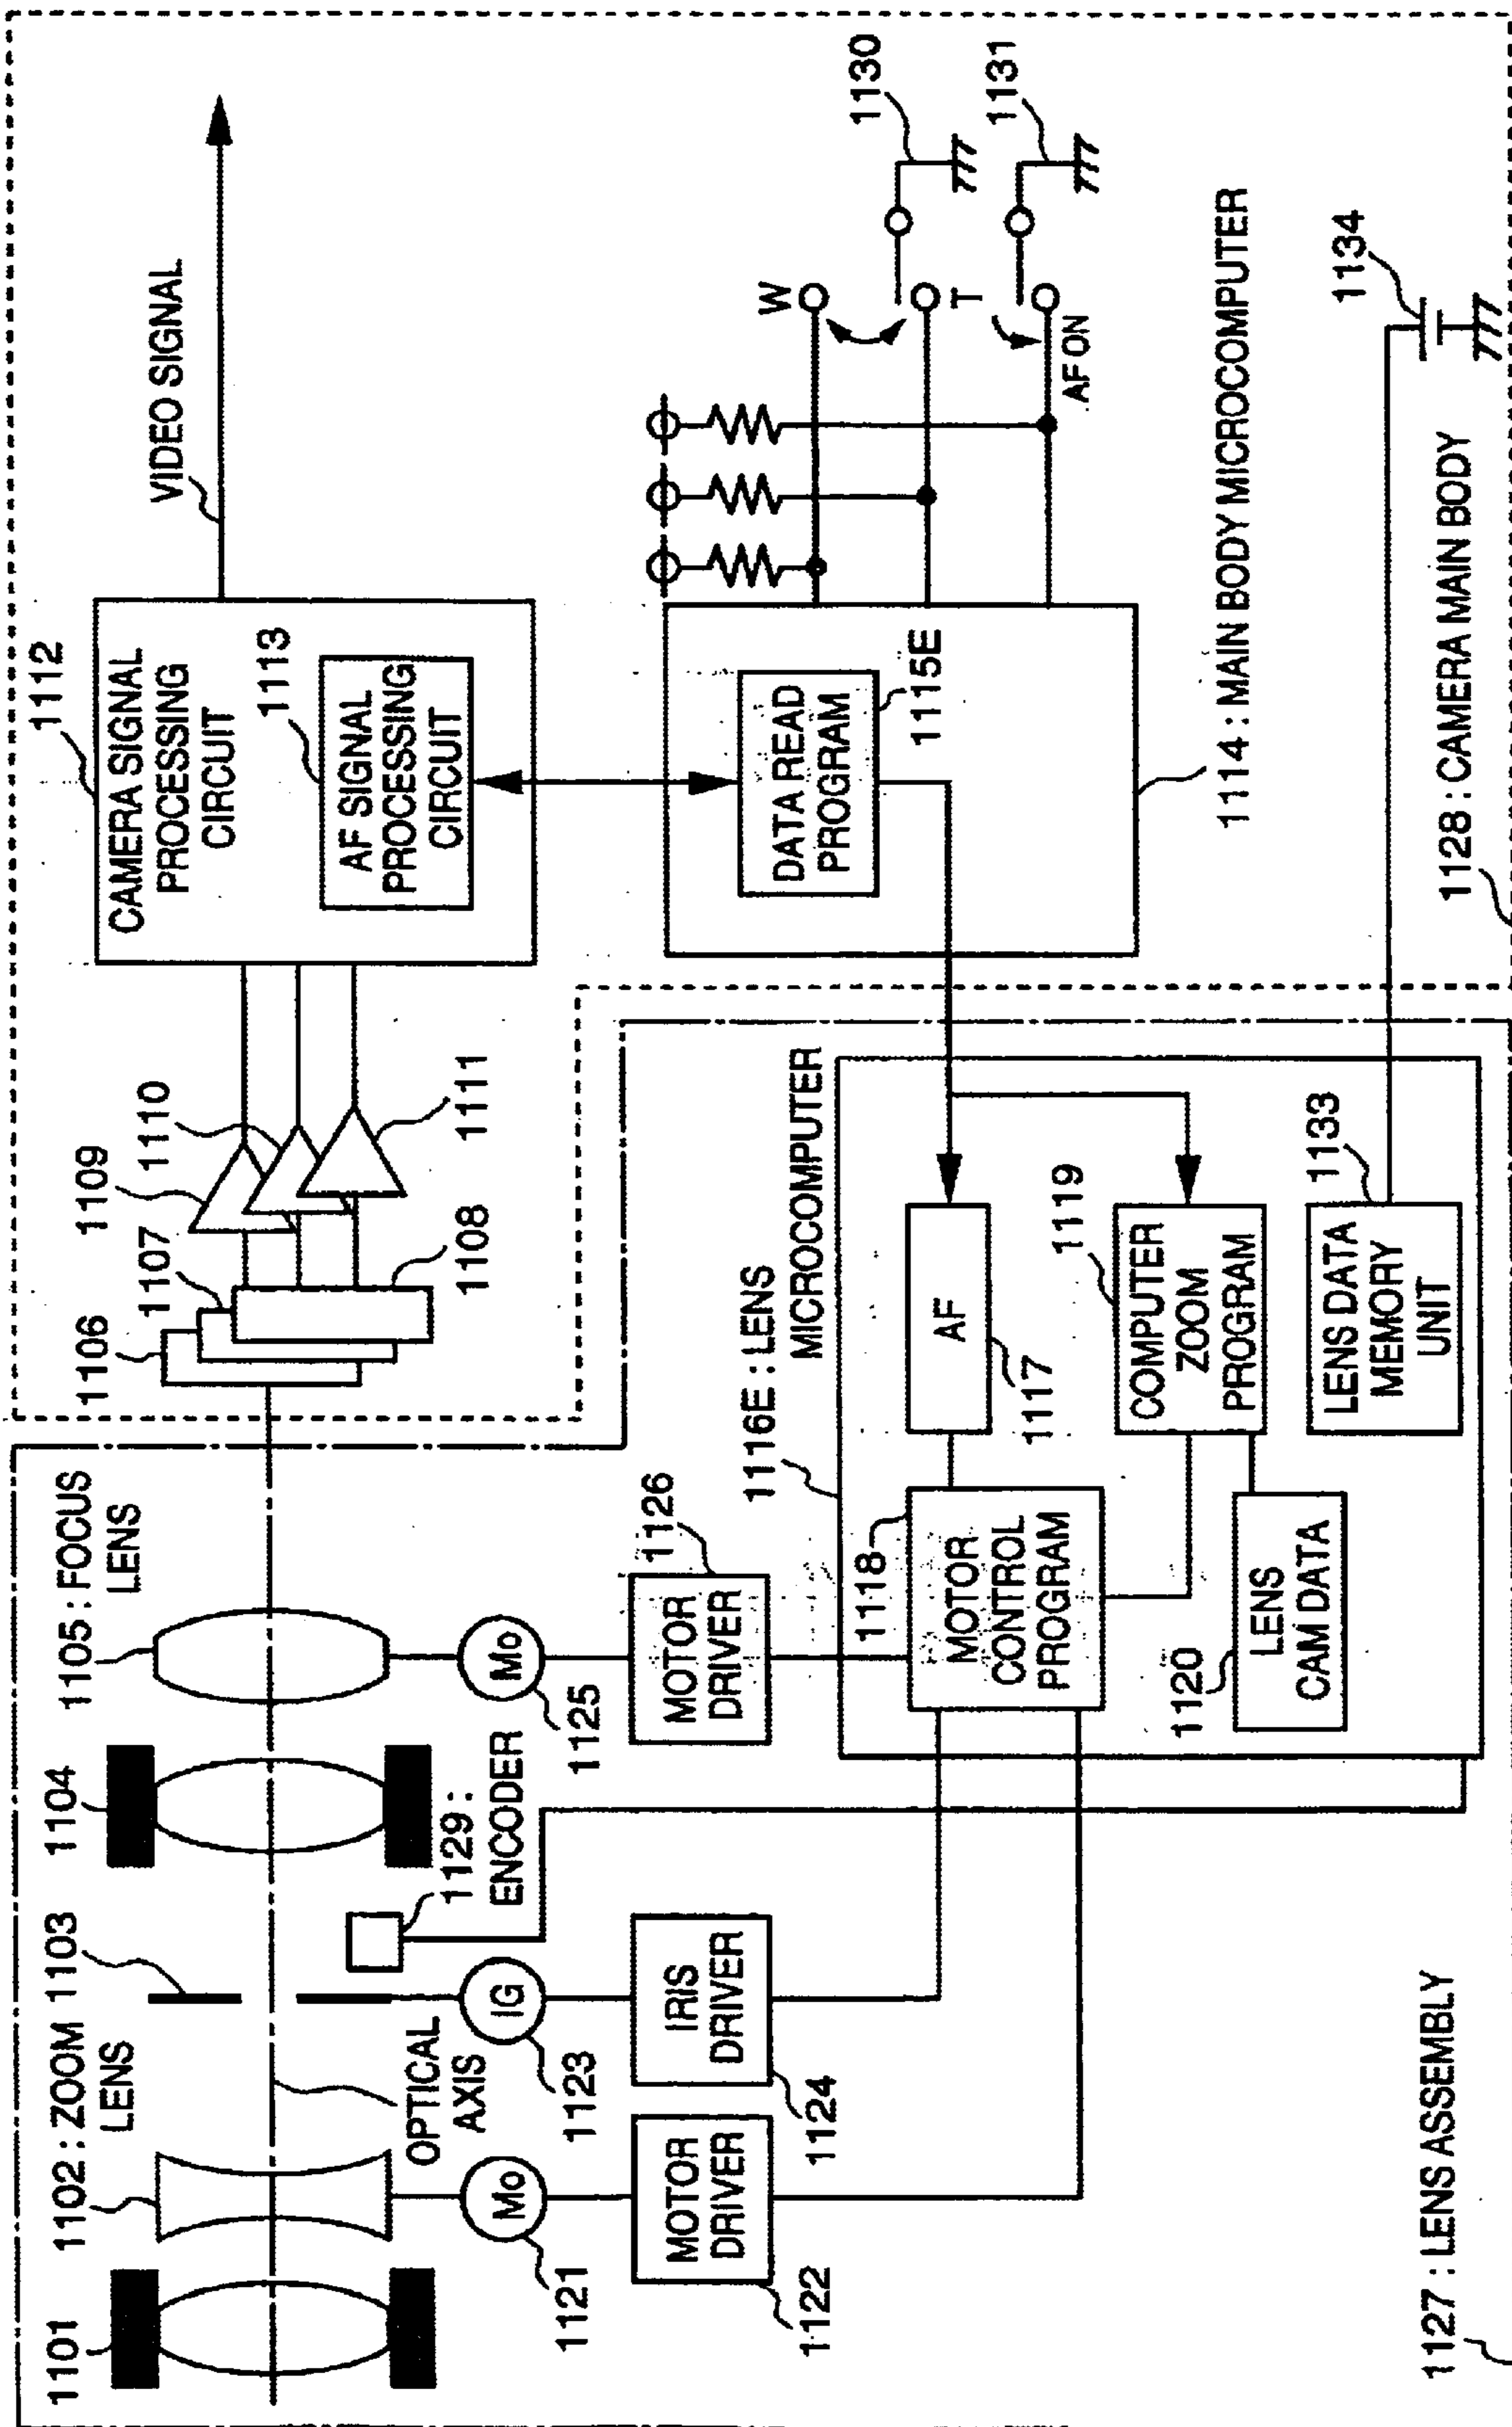 1101
1102 : ZOOM
LENS
1103
1104
1105 : FOCUS
LENS
OPTICAL
AXIS
1129 :
ENCODER
Mo
1121
IG
1123
Mo
1125
MOTOR
DRIVER
1122
IRIS
DRIVER
1124
MOTOR
DRIVER
1126
1106
1107
1108
1109
1110
1111
1112
CAMERA SIGNAL
PROCESSING
CIRCUIT
1113
AF SIGNAL
PROCESSING
CIRCUIT
VIDEO SIGNAL
DATA READ
PROGRAM
1115E
1114 : MAIN BODY MICROCOMPUTER
W
T
AF ON
1130
1131
1116E : LENS
MICROCOMPUTER
1118
MOTOR
CONTROL
PROGRAM
AF
1117
1119
COMPUTER
ZOOM
PROGRAM
1120
LENS
CAM DATA
1133
LENS DATA
MEMORY
UNIT
1134
1127 : LENS ASSEMBLY
1128 : CAMERA MAIN BODY